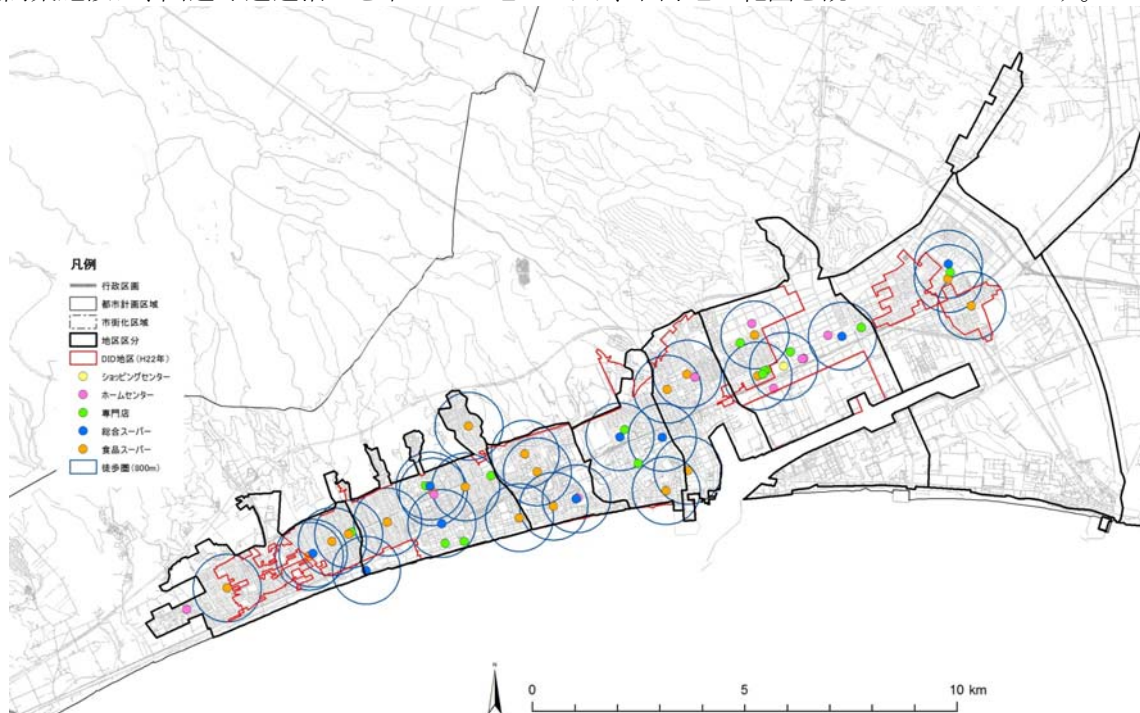 凡例
行政区画
都市計画区域
市街化区域
地区区分
DID地区(H22年)
ショッピングセンター
ホームセンター
専門店
総合スーパー
食品スーパー
徒歩圏(800m)
N
0 5 10 km